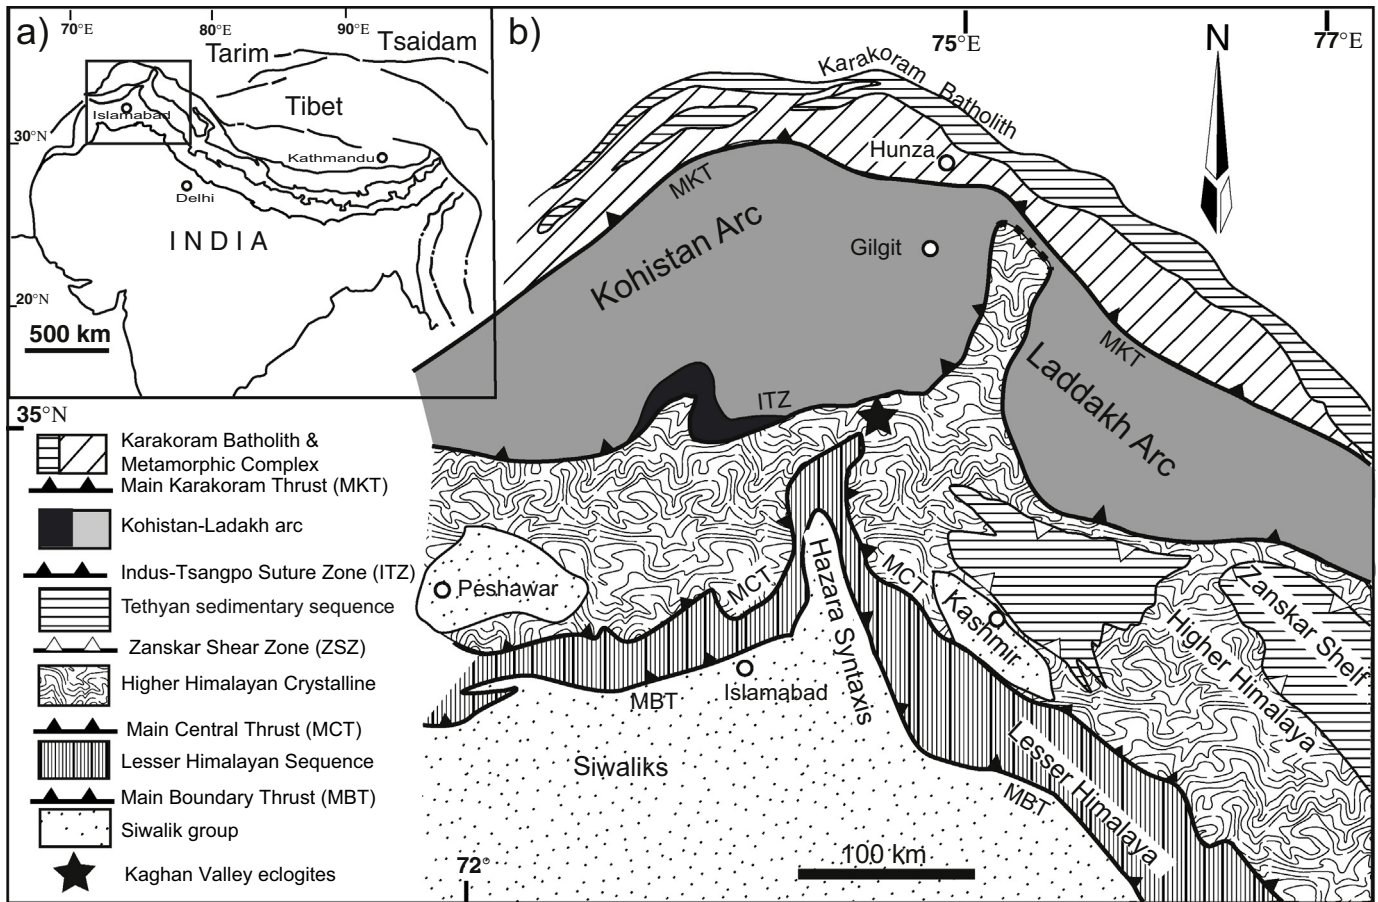 a)
70°E
80°E
90°E
Tarim
Tsaidam
Tibet
Islamabad
30°N
Kathmandu
Delhi
INDIA
20°N
500 km
b)
75°E
77°E
N
Karakoram
Batholith
Hunza
MKT
Kohistan Arc
Gilgit
MKT
Laddakh Arc
ITZ
35°N
Karakoram Batholith &
Metamorphic Complex
Main Karakoram Thrust (MKT)
Kohistan-Ladakh arc
Indus-Tsangpo Suture Zone (ITZ)
Tethyan sedimentary sequence
Zanskar Shear Zone (ZSZ)
Higher Himalayan Crystalline
Main Central Thrust (MCT)
Lesser Himalayan Sequence
Main Boundary Thrust (MBT)
Siwalik group
Kaghan Valley eclogites
Peshawar
MCT
Hazara Syntaxis
MCT
Kashmir
Zanskar Shelf
Higher Himalaya
Islamabad
MBT
Siwaliks
Lesser Himalaya
MBT
100 km
72°